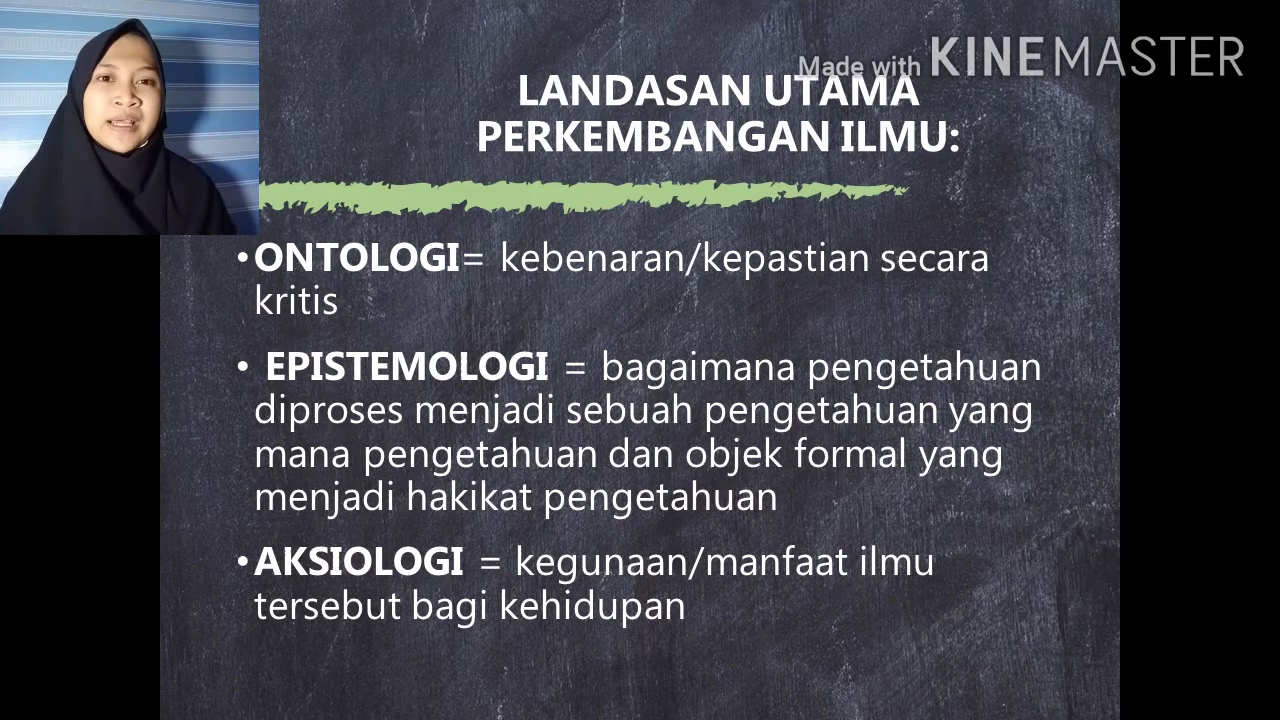 Made with KINEMASTER
LANDASAN UTAMA
PERKEMBANGAN ILMU:
•ONTOLOGI= kebenaran/kepastian secara
kritis
• EPISTEMOLOGI = bagaimana pengetahuan
diproses menjadi sebuah pengetahuan yang
mana pengetahuan dan objek formal yang
menjadi hakikat pengetahuan
•AKSIOLOGI = kegunaan/manfaat ilmu
tersebut bagi kehidupan